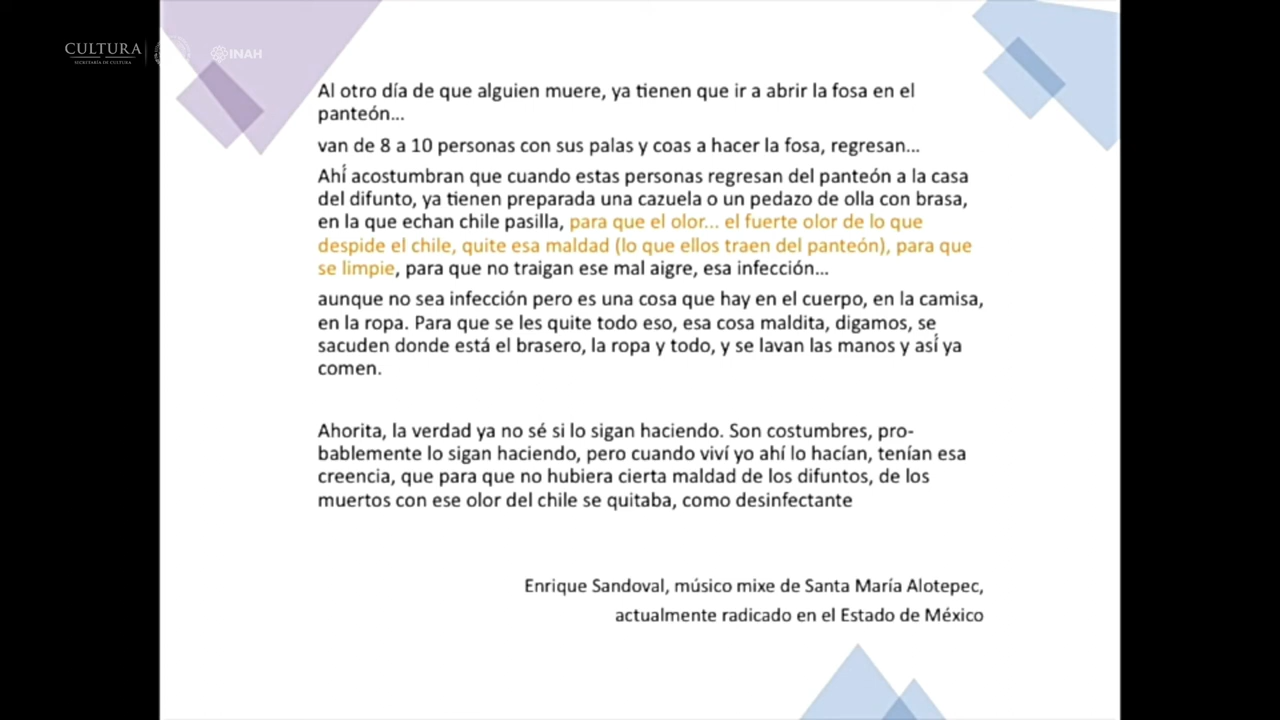 CULTURA
SECRETARÍA DE CULTURA
INAH
Al otro día de que alguien muere, ya tienen que ir a abrir la fosa en el
panteón...
van de 8 a 10 personas con sus palas y coas a hacer la fosa, regresan...
Ahí acostumbran que cuando estas personas regresan del panteón a la casa
del difunto, ya tienen preparada una cazuela o un pedazo de olla con brasa,
en la que echan chile pasilla, para que el olor... el fuerte olor de lo que
despide el chile, quite esa maldad (lo que ellos traen del panteón), para que
se limpie, para que no traigan ese mal aigre, esa infección...
aunque no sea infección pero es una cosa que hay en el cuerpo, en la camisa,
en la ropa. Para que se les quite todo eso, esa cosa maldita, digamos, se
sacuden donde está el brasero, la ropa y todo, y se lavan las manos y así ya
comen.
Ahorita, la verdad ya no sé si lo sigan haciendo. Son costumbres, pro-
bablemente lo sigan haciendo, pero cuando viví yo ahí lo hacían, tenían esa
creencia, que para que no hubiera cierta maldad de los difuntos, de los
muertos con ese olor del chile se quitaba, como desinfectante
Enrique Sandoval, músico mixe de Santa María Alotepec,
actualmente radicado en el Estado de México